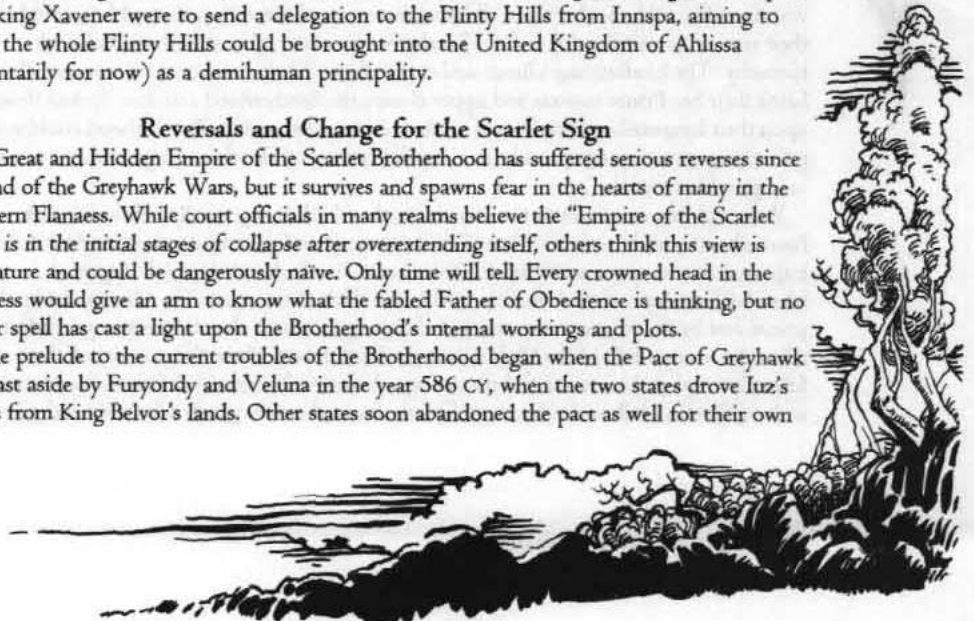 king Xavener were to send a delegation to the Flinty Hills from Innspa, aiming to
the whole Flinty Hills could be brought into the United Kingdom of Ahlissa
ntarily for now) as a demihuman principality.
Reversals and Change for the Scarlet Sign
Great and Hidden Empire of the Scarlet Brotherhood has suffered serious reverses since
nd of the Greyhawk Wars, but it survives and spawns fear in the hearts of many in the
ern Flanaess. While court officials in many realms believe the “Empire of the Scarlet
is in the initial stages of collapse after overextending itself, others think this view is
ature and could be dangerously naïve. Only time will tell. Every crowned head in the
ess would give an arm to know what the fabled Father of Obedience is thinking, but no
r spell has cast a light upon the Brotherhood's internal workings and plots.
e prelude to the current troubles of the Brotherhood began when the Pact of Greyhawk
ast aside by Furyondy and Veluna in the year 586 CY, when the two states drove Iuz's
s from King Belvor's lands. Other states soon abandoned the pact as well for their own